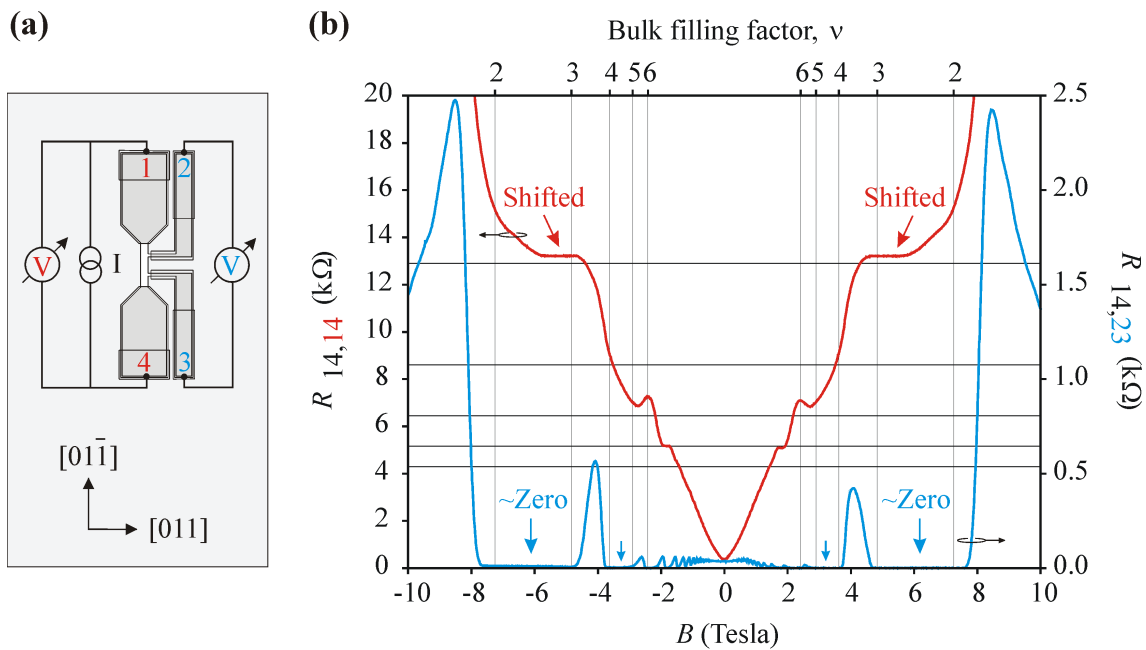 (a)
1 2
V I V
4 3
[011̅]
[011]
(b)
Bulk filling factor, ν
2 3 4 5 6 6 5 4 3 2
20 2.5
18
16 2.0
14
12 1.5
10
8 1.0
6
4 0.5
2
0 0.0
R 14,14 (kΩ)
R 14,23 (kΩ)
Shifted Shifted
~Zero ~Zero
-10 -8 -6 -4 -2 0 2 4 6 8 10
B (Tesla)